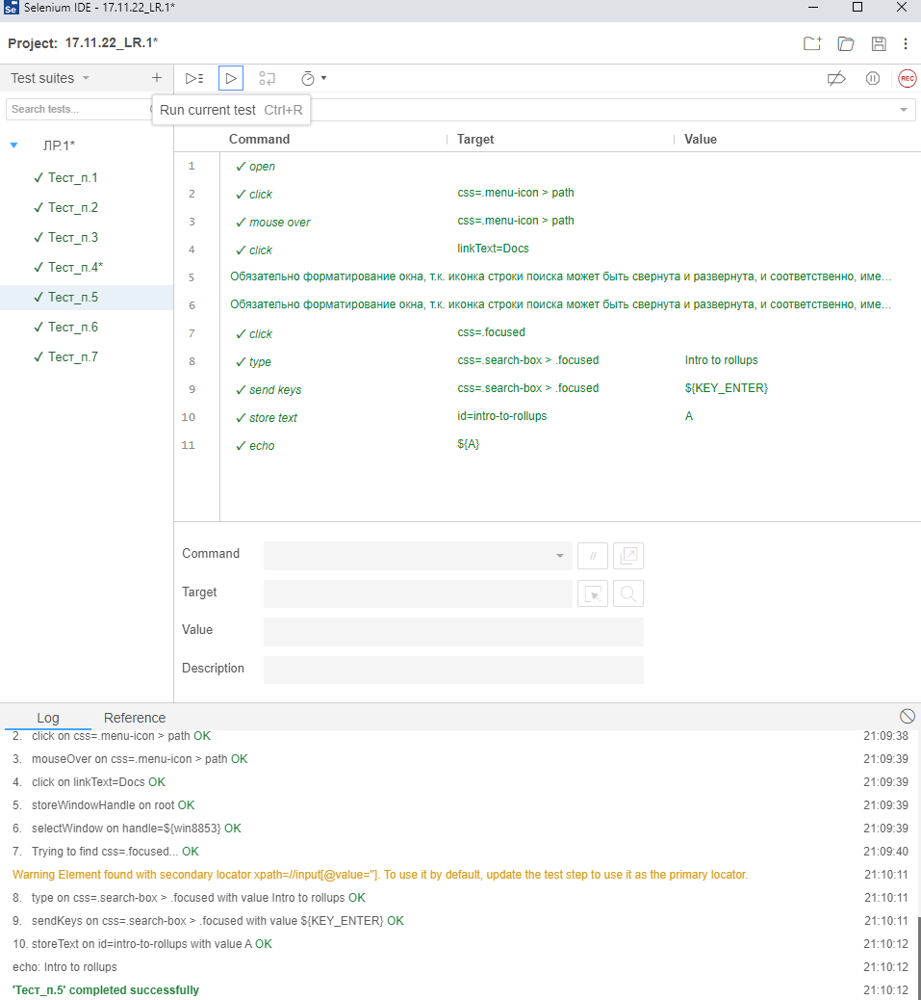 Se Selenium IDE - 17.11.22_LR.1*
Project: 17.11.22_LR.1*
Test suites
Search tests...
Run current test Ctrl+R
REC
Command Target Value
ЛР.1*
✓ Тест_п.1
✓ Тест_п.2
✓ Тест_п.3
✓ Тест_п.4*
✓ Тест_п.5
✓ Тест_п.6
✓ Тест_п.7
1 ✓ open
2 ✓ click css=.menu-icon > path
3 ✓ mouse over css=.menu-icon > path
4 ✓ click linkText=Docs
5 Обязательно форматирование окна, т.к. иконка строки поиска может быть свернута и развернута, и соответственно, име...
6 Обязательно форматирование окна, т.к. иконка строки поиска может быть свернута и развернута, и соответственно, име...
7 ✓ click css=.focused
8 ✓ type css=.search-box > .focused Intro to rollups
9 ✓ send keys css=.search-box > .focused ${KEY_ENTER}
10 ✓ store text id=intro-to-rollups A
11 ✓ echo ${A}
Command //
Target
Value
Description
Log Reference
2. click on css=.menu-icon > path OK 21:09:38
3. mouseOver on css=.menu-icon > path OK 21:09:39
4. click on linkText=Docs OK 21:09:39
5. storeWindowHandle on root OK 21:09:39
6. selectWindow on handle=${win8853} OK 21:09:39
7. Trying to find css=.focused... OK 21:09:40
Warning Element found with secondary locator xpath=//input[@value='']. To use it by default, update the test step to use it as the primary locator. 21:10:11
8. type on css=.search-box > .focused with value Intro to rollups OK 21:10:11
9. sendKeys on css=.search-box > .focused with value ${KEY_ENTER} OK 21:10:11
10. storeText on id=intro-to-rollups with value A OK 21:10:12
echo: Intro to rollups 21:10:12
'Тест_п.5' completed successfully 21:10:12